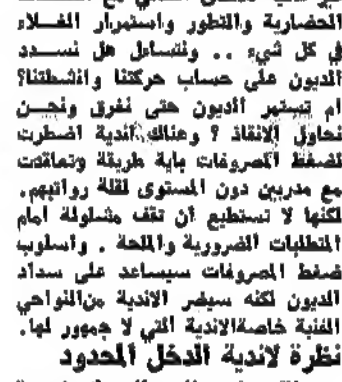 الحضارية والتطور واستمرار الغلاء
في كل شيء .. ونتساءل هل نسدد
الديون على حساب حركتنا وانشطتنا؟
ام تستمر الديون حتى نغرق ونحن
نحاول الانقاذ ؟ وهنالك اندية اضطرت
لضغط المصروفات باية طريقة وتعاقدت
مع مدربين دون المستوى لقلة رواتبهم.
لكنها لا تستطيع أن تقف مشلولة امام
المتطلبات الضرورية والملحة . واسلوب
ضغط المصروفات سيساعد على سداد
الديون لكنه سيضر الاندية من النواحي
الفنية خاصة الاندية التي لا جمهور لها.
نظرة لاندية الدخل المحدود